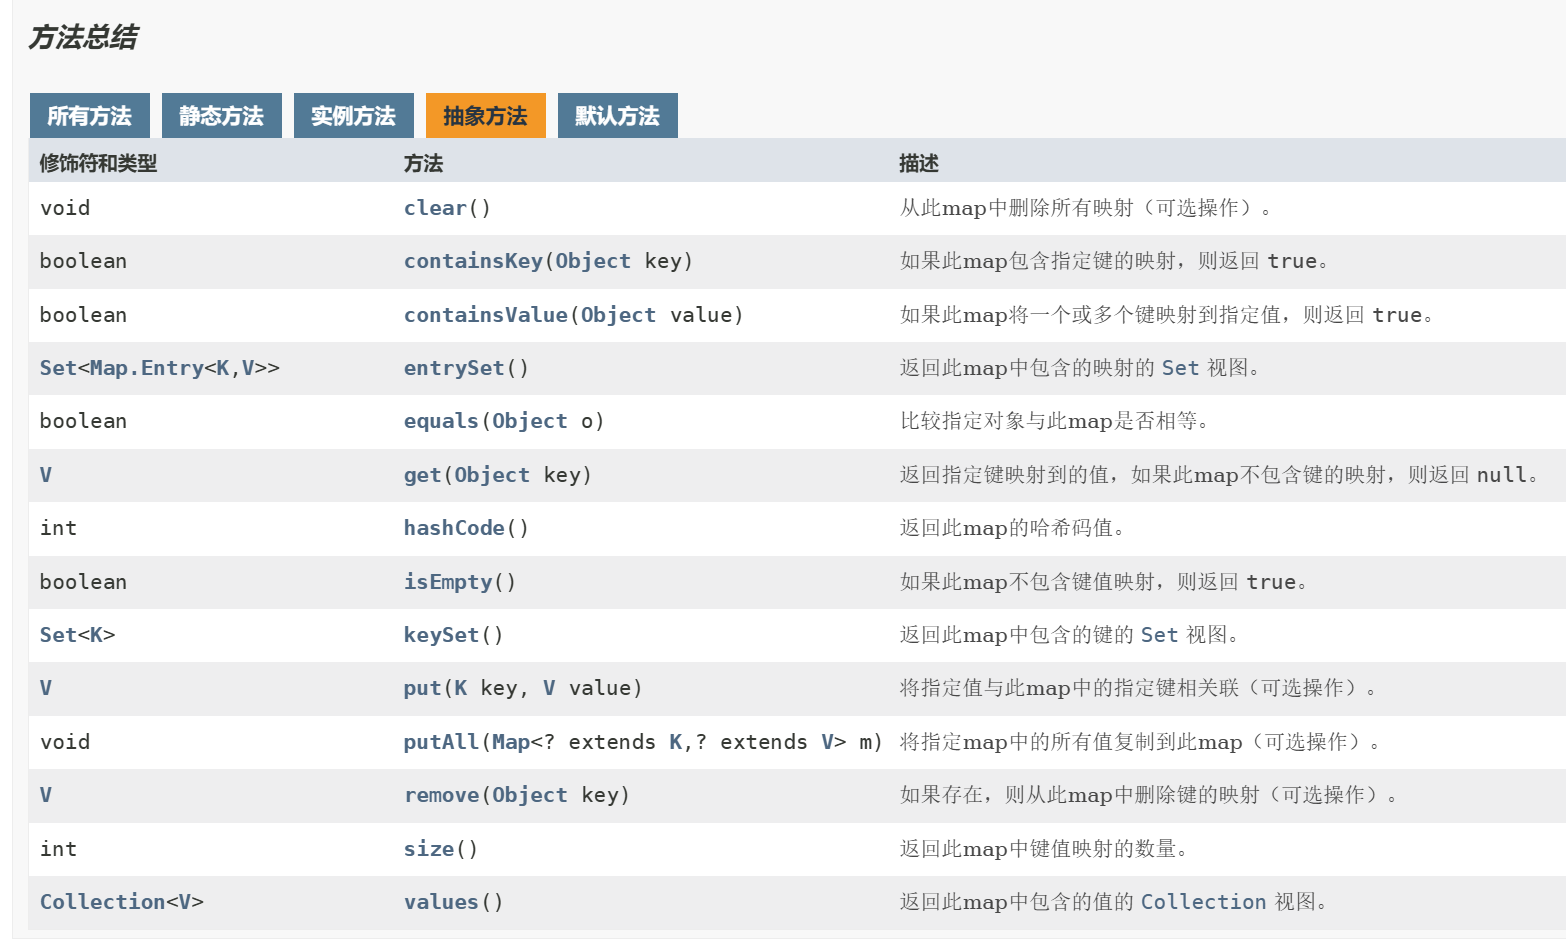 方法总结
所有方法 静态方法 实例方法 抽象方法 默认方法
修饰符和类型 方法 描述
void clear() 从此map中删除所有映射（可选操作）。
boolean containsKey(Object key) 如果此map包含指定键的映射，则返回 true。
boolean containsValue(Object value) 如果此map将一个或多个键映射到指定值，则返回 true。
Set<Map.Entry<K,V>> entrySet() 返回此map中包含的映射的 Set 视图。
boolean equals(Object o) 比较指定对象与此map是否相等。
V get(Object key) 返回指定键映射到的值，如果此map不包含键的映射，则返回 null。
int hashCode() 返回此map的哈希码值。
boolean isEmpty() 如果此map不包含键值映射，则返回 true。
Set<K> keySet() 返回此map中包含的键的 Set 视图。
V put(K key, V value) 将指定值与此map中的指定键相关联（可选操作）。
void putAll(Map<? extends K,? extends V> m) 将指定map中的所有值复制到此map（可选操作）。
V remove(Object key) 如果存在，则从此map中删除键的映射（可选操作）。
int size() 返回此map中键值映射的数量。
Collection<V> values() 返回此map中包含的值的 Collection 视图。